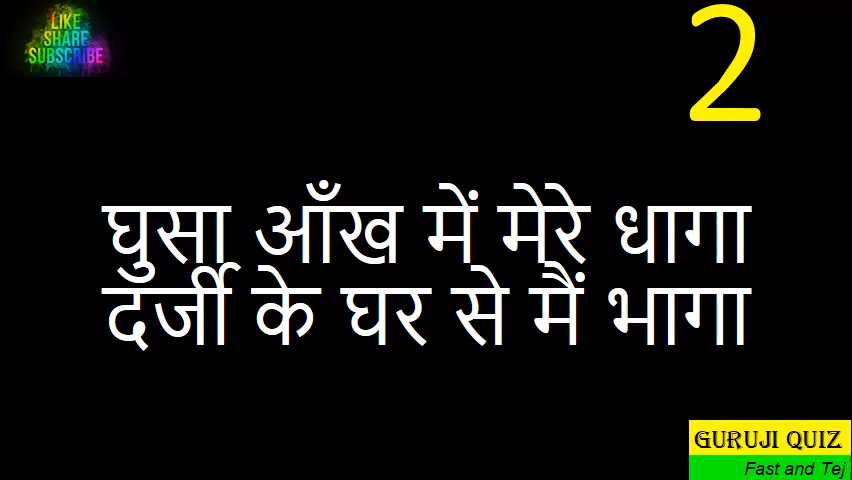 LIKE
SHARE
SUBSCRIBE
2
घुसा आँख में मेरे धागा
दर्जी के घर से मैं भागा
GURUJI QUIZ
Fast and Tej